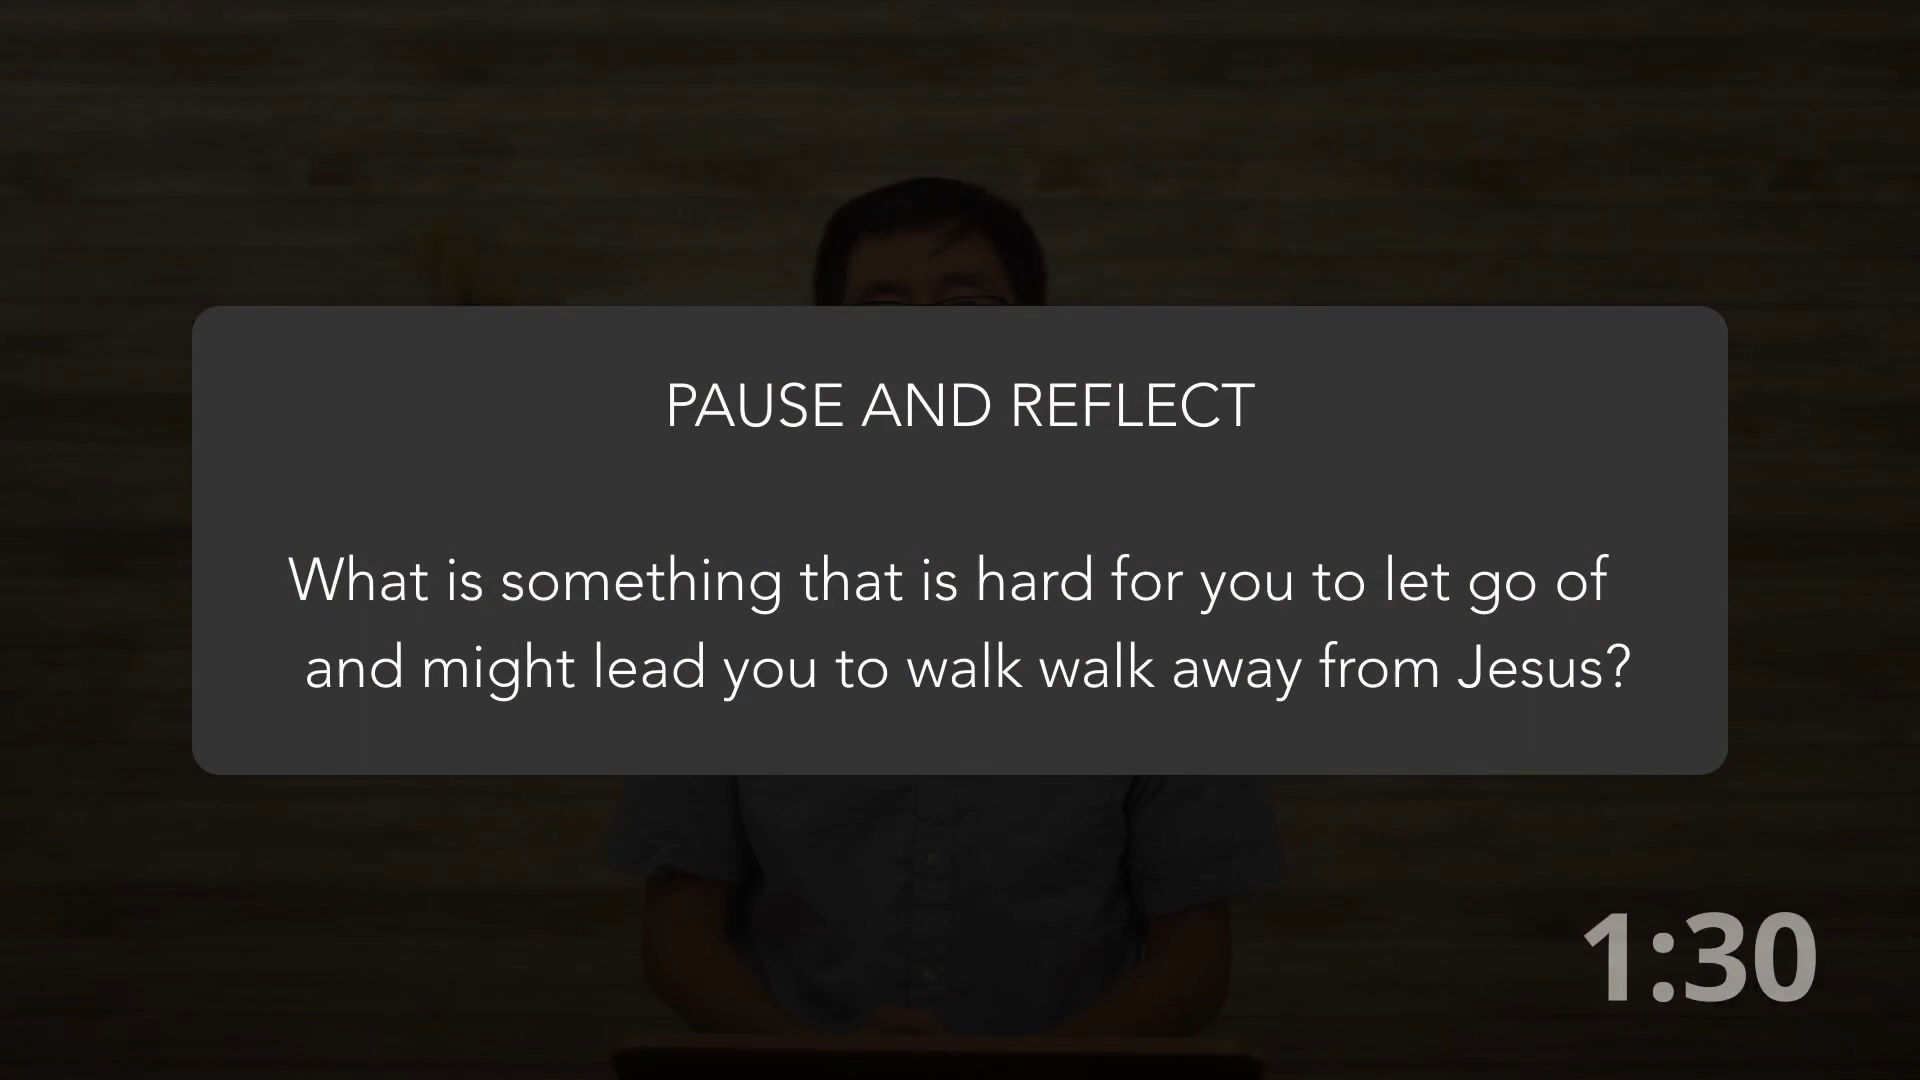 PAUSE AND REFLECT
What is something that is hard for you to let go of
and might lead you to walk walk away from Jesus?
1:30